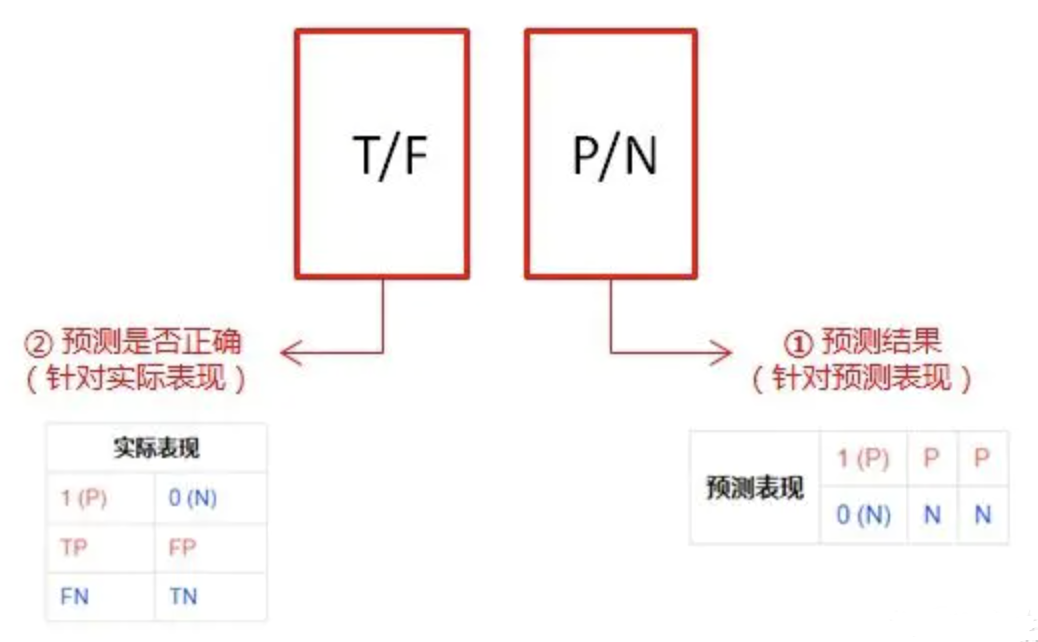 T/F
P/N
② 预测是否正确
（针对实际表现）
① 预测结果
（针对预测表现）
实际表现
1 (P) 0 (N)
TP FP
FN TN
预测表现
1 (P) P P
0 (N) N N